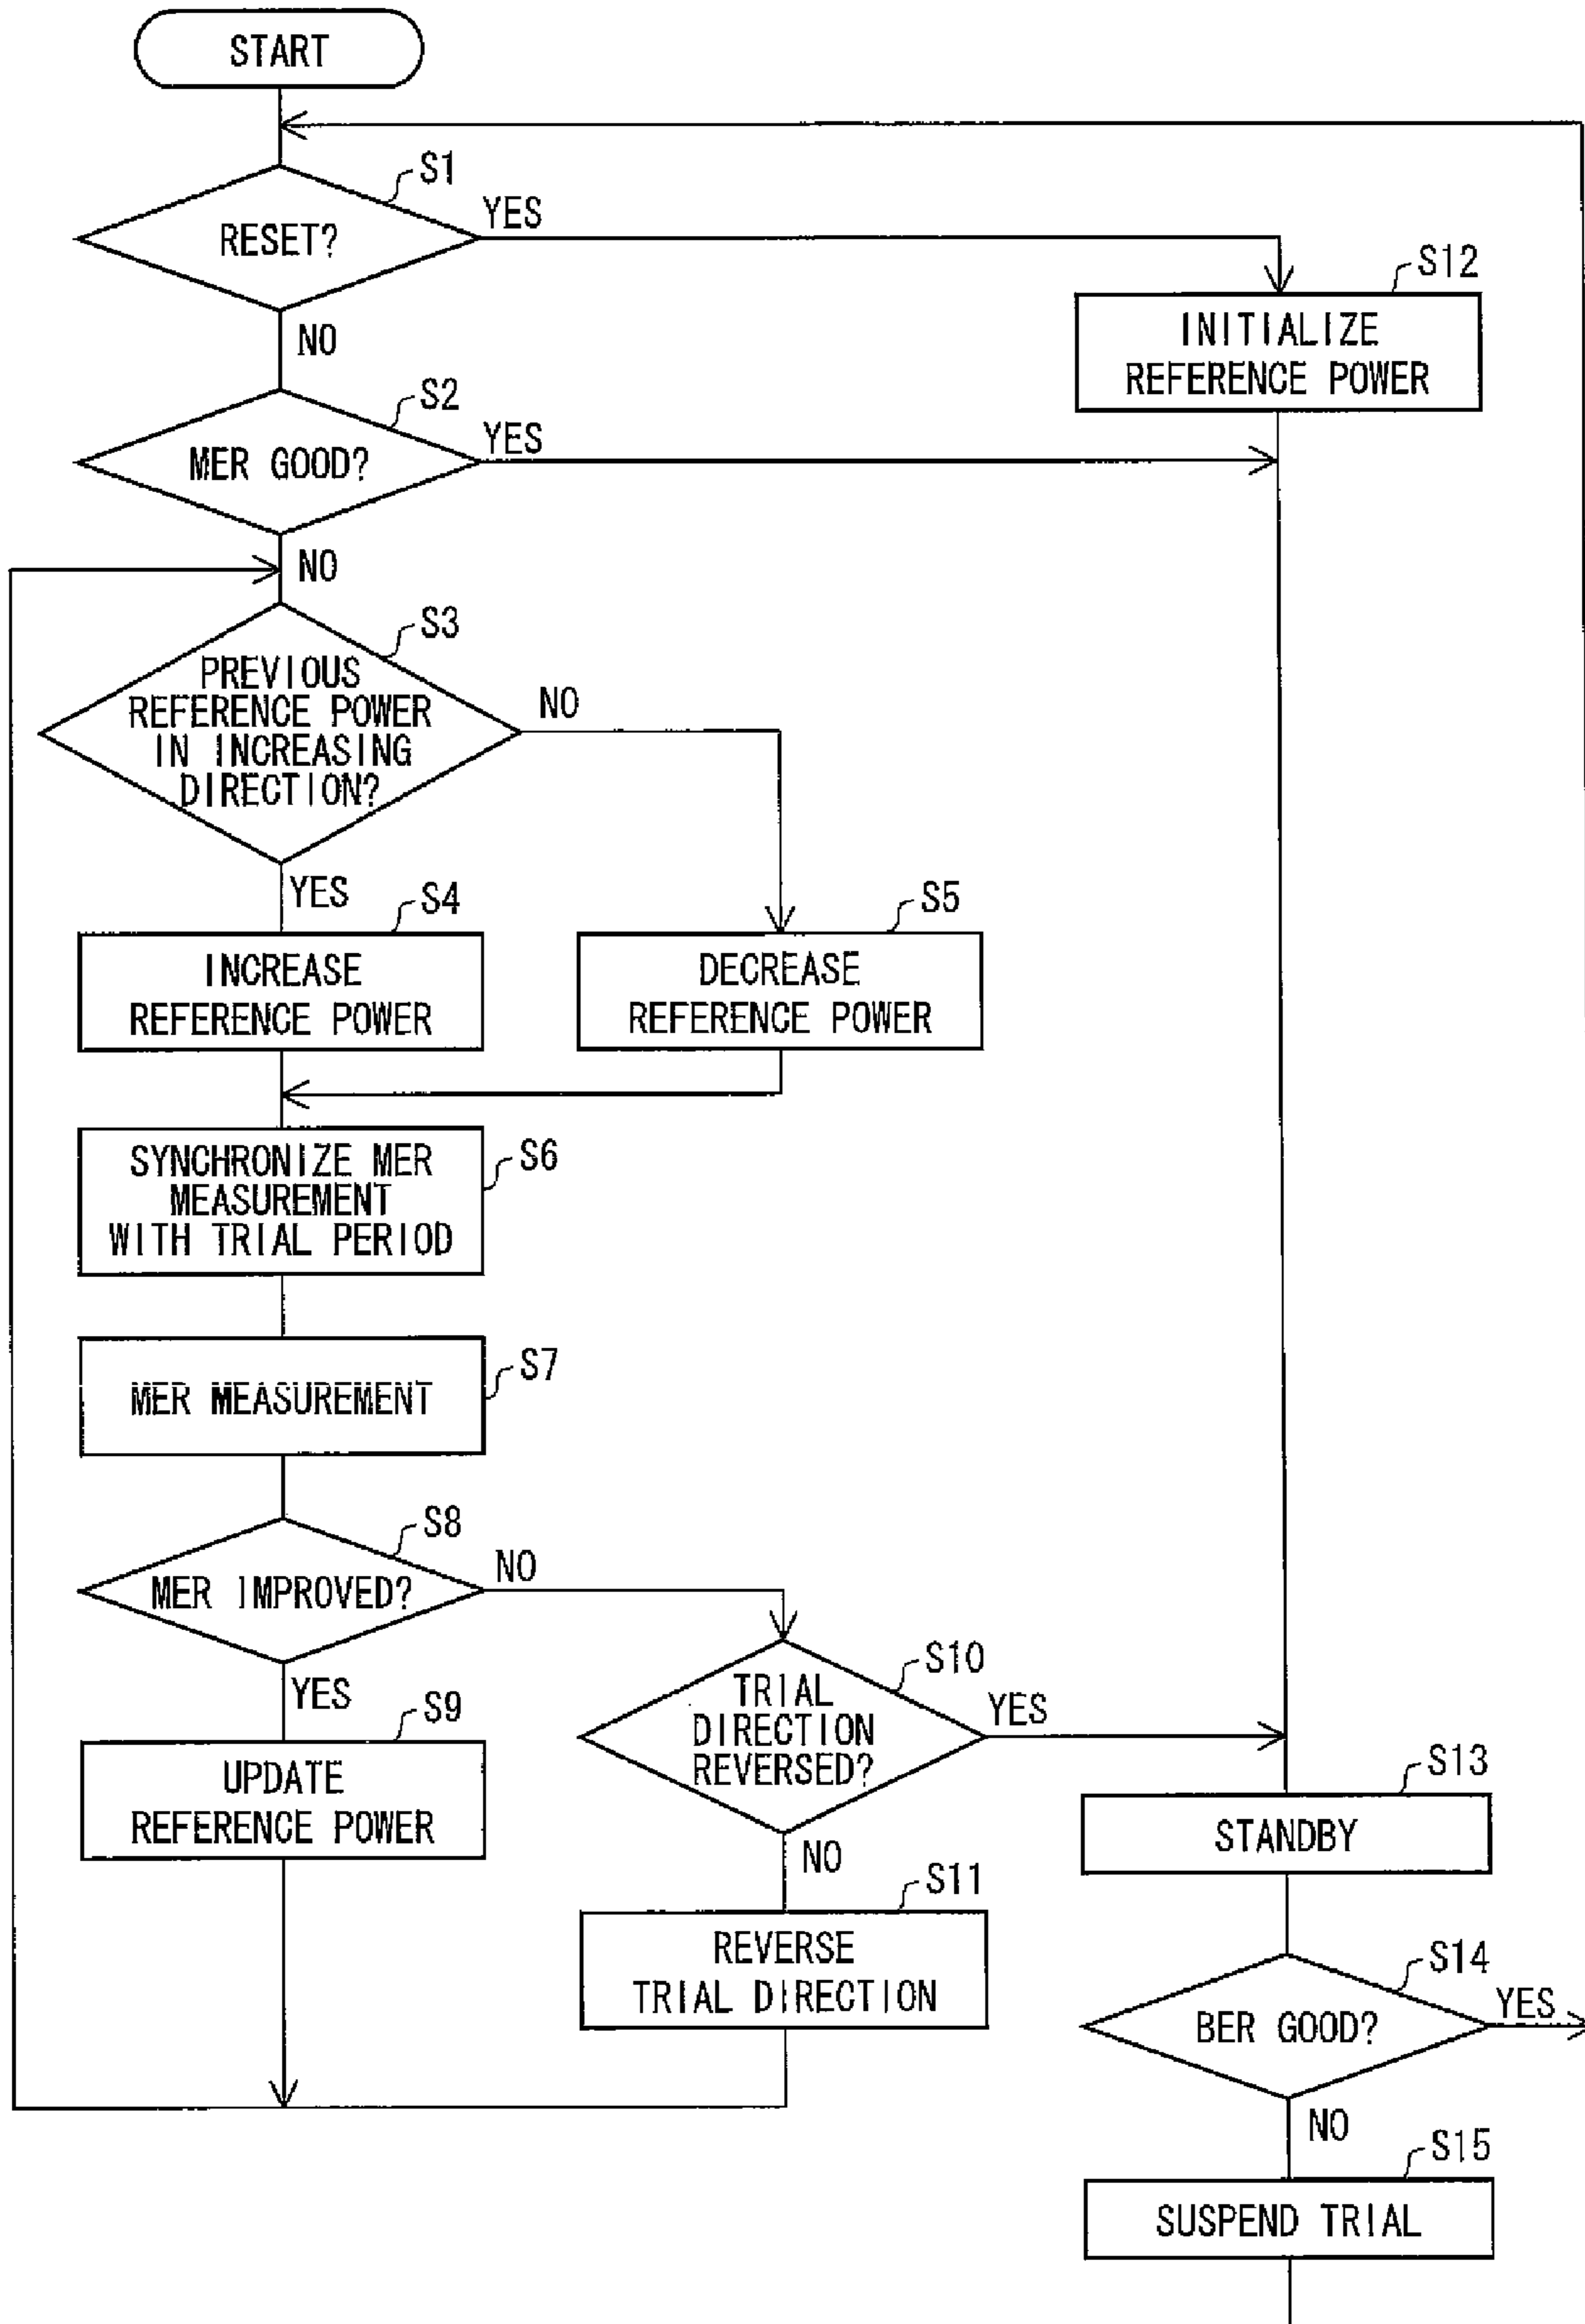 START
S1
RESET?
YES
NO
S12
INITIALIZE
REFERENCE POWER
S2
MER GOOD?
YES
NO
S3
PREVIOUS
REFERENCE POWER
IN INCREASING
DIRECTION?
NO
YES
S4
INCREASE
REFERENCE POWER
S5
DECREASE
REFERENCE POWER
S6
SYNCHRONIZE MER
MEASUREMENT
WITH TRIAL PERIOD
S7
MER MEASUREMENT
S8
MER IMPROVED?
NO
YES
S9
UPDATE
REFERENCE POWER
S10
TRIAL
DIRECTION
REVERSED?
YES
NO
S11
REVERSE
TRIAL DIRECTION
S13
STANDBY
S14
BER GOOD?
YES
NO
S15
SUSPEND TRIAL